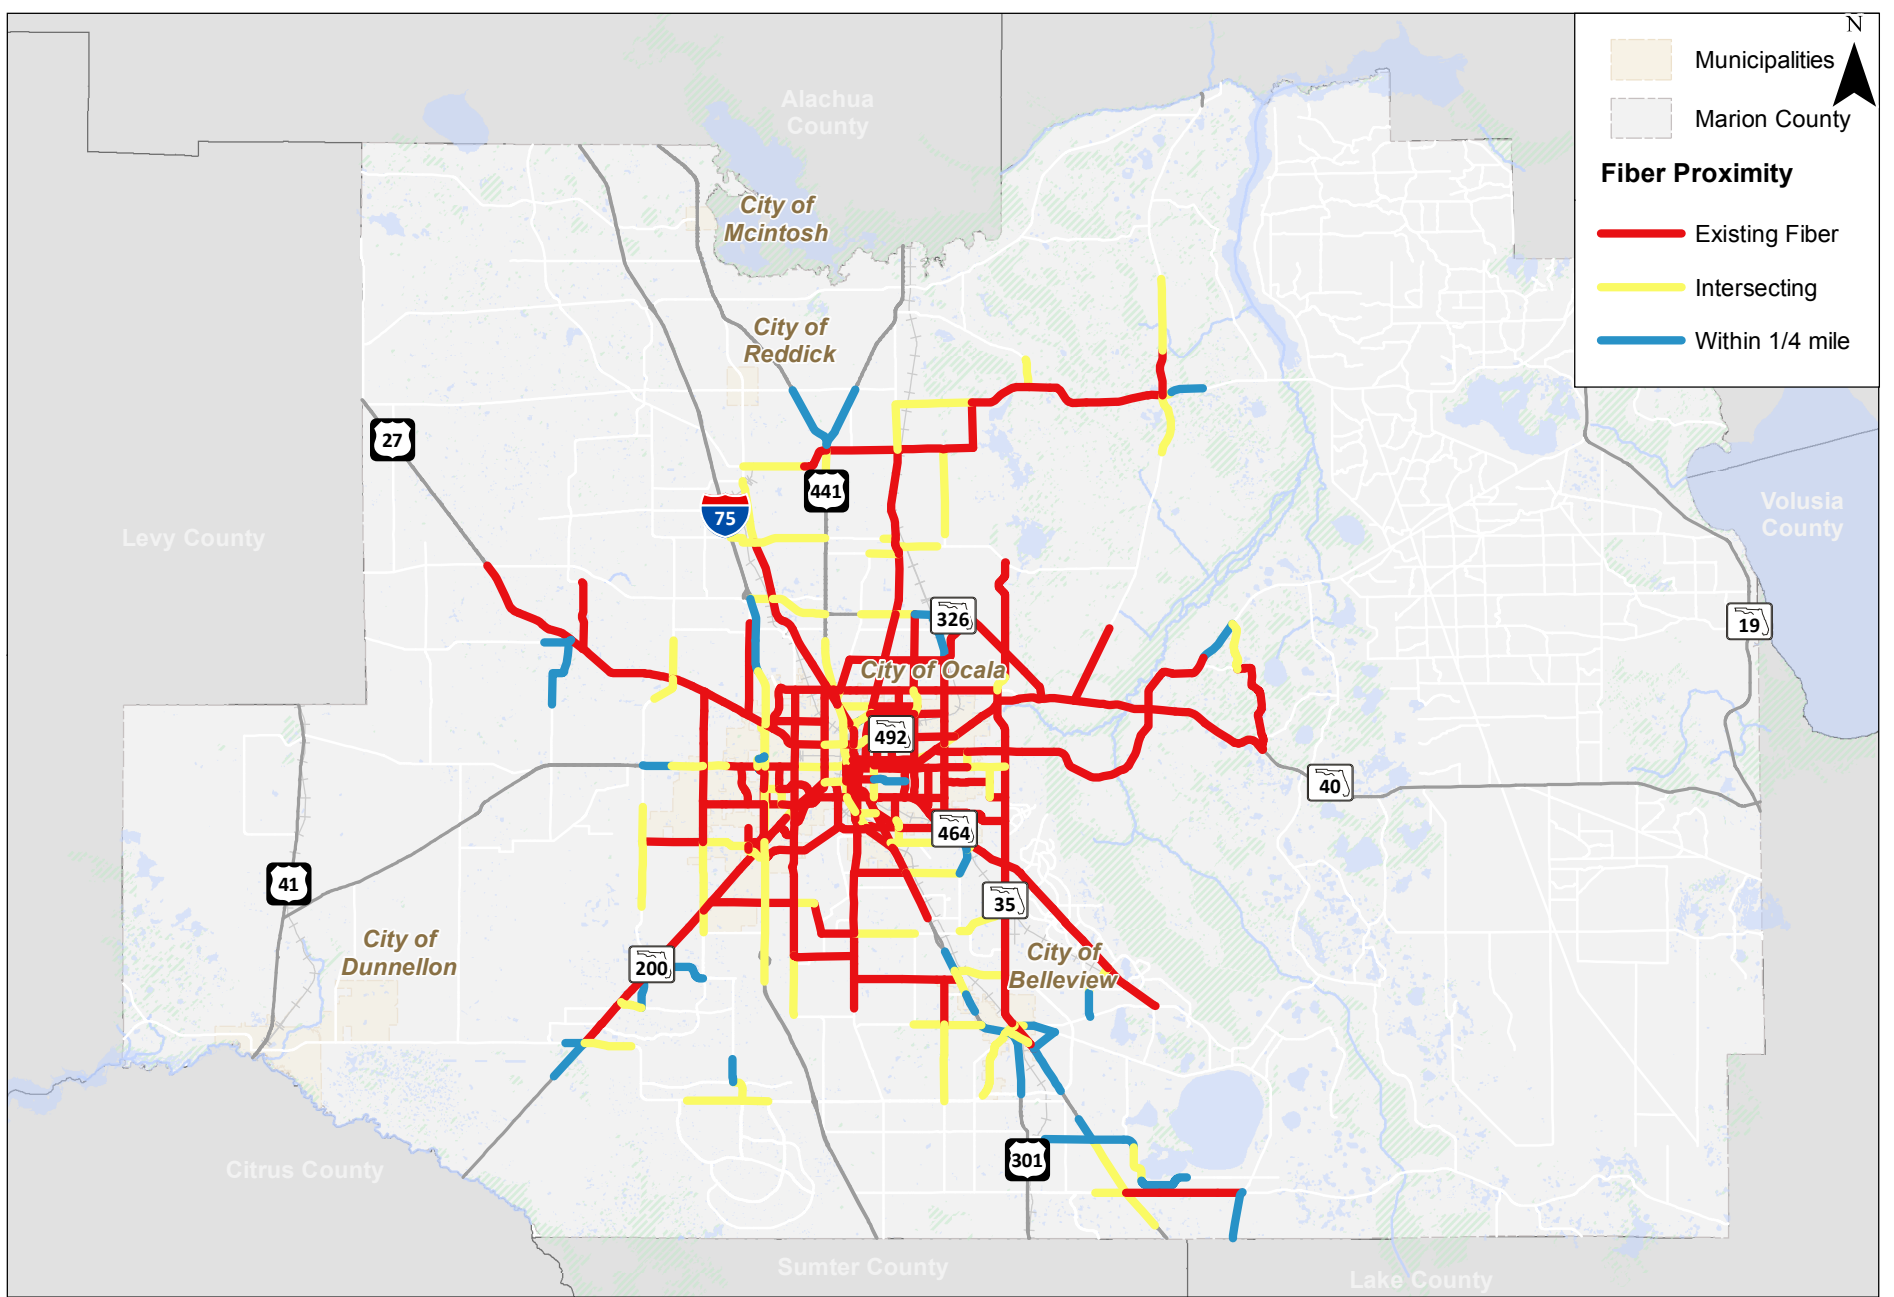 N
Municipalities
Marion County
Fiber Proximity
Existing Fiber
Intersecting
Within 1/4 mile
Alachua
County
City of
Mcintosh
City of
Reddick
27
441
75
Levy County
Volusia
County
326
19
City of Ocala
492
40
464
41
35
City of
Dunnellon
200
City of
Belleview
301
Citrus County
Sumter County
Lake County